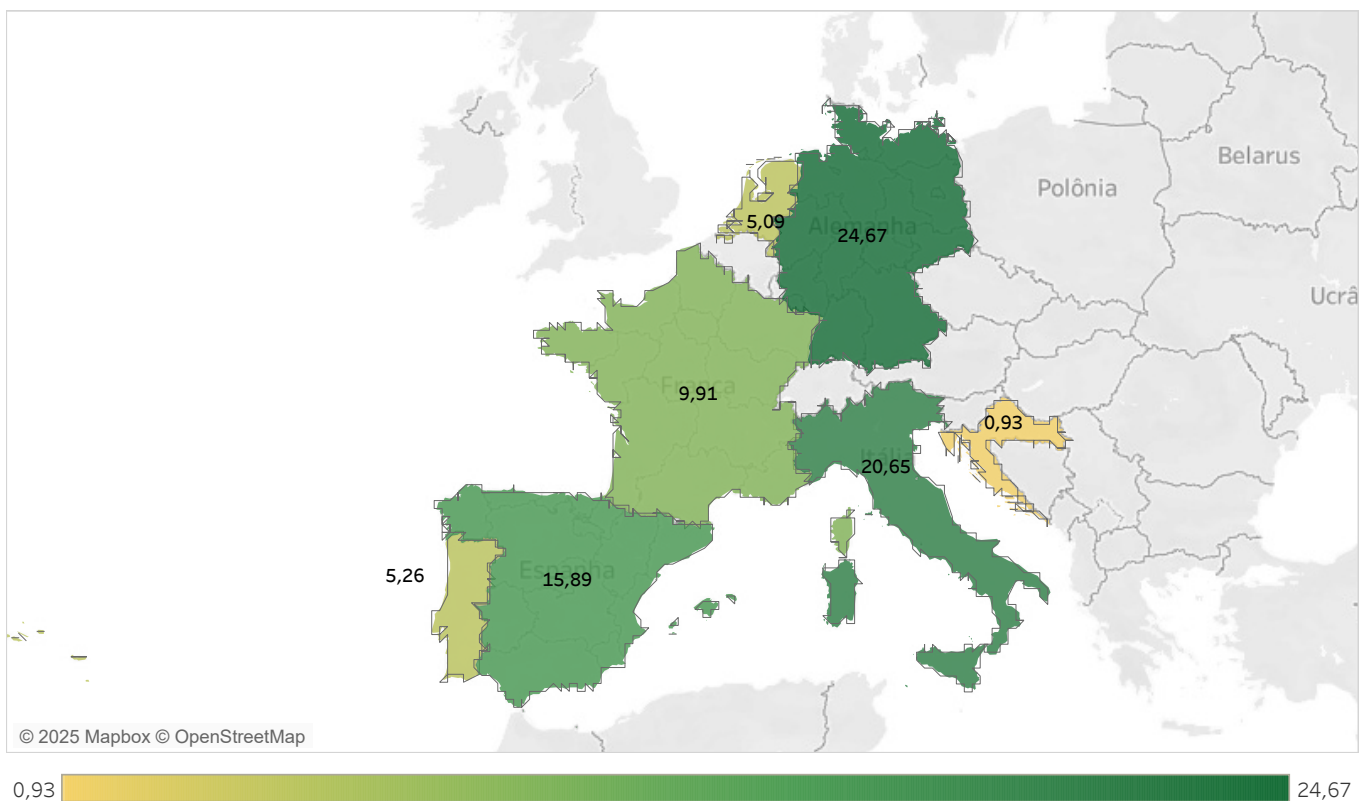 Belarus
Polônia
5,09
Alemanha
24,67
Ucrâ
França
9,91
0,93
Itália
20,65
5,26
Espanha
15,89
© 2025 Mapbox © OpenStreetMap
0,93
24,67